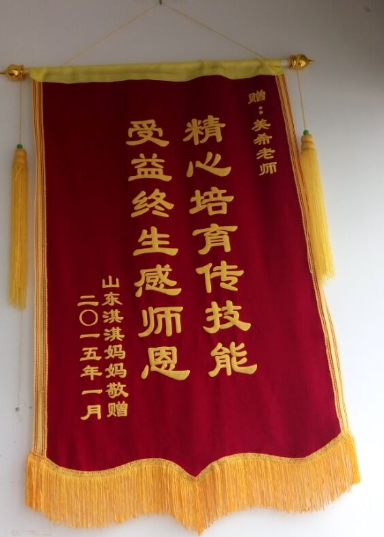 赠：美希老师
精心培育传技能
受益终生感师恩
山东淇淇妈妈敬赠
二〇一五年一月